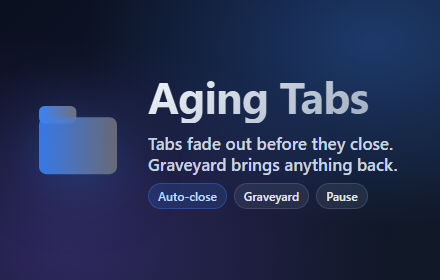 Aging Tabs
Tabs fade out before they close.
Graveyard brings anything back.
Auto-close
Graveyard
Pause